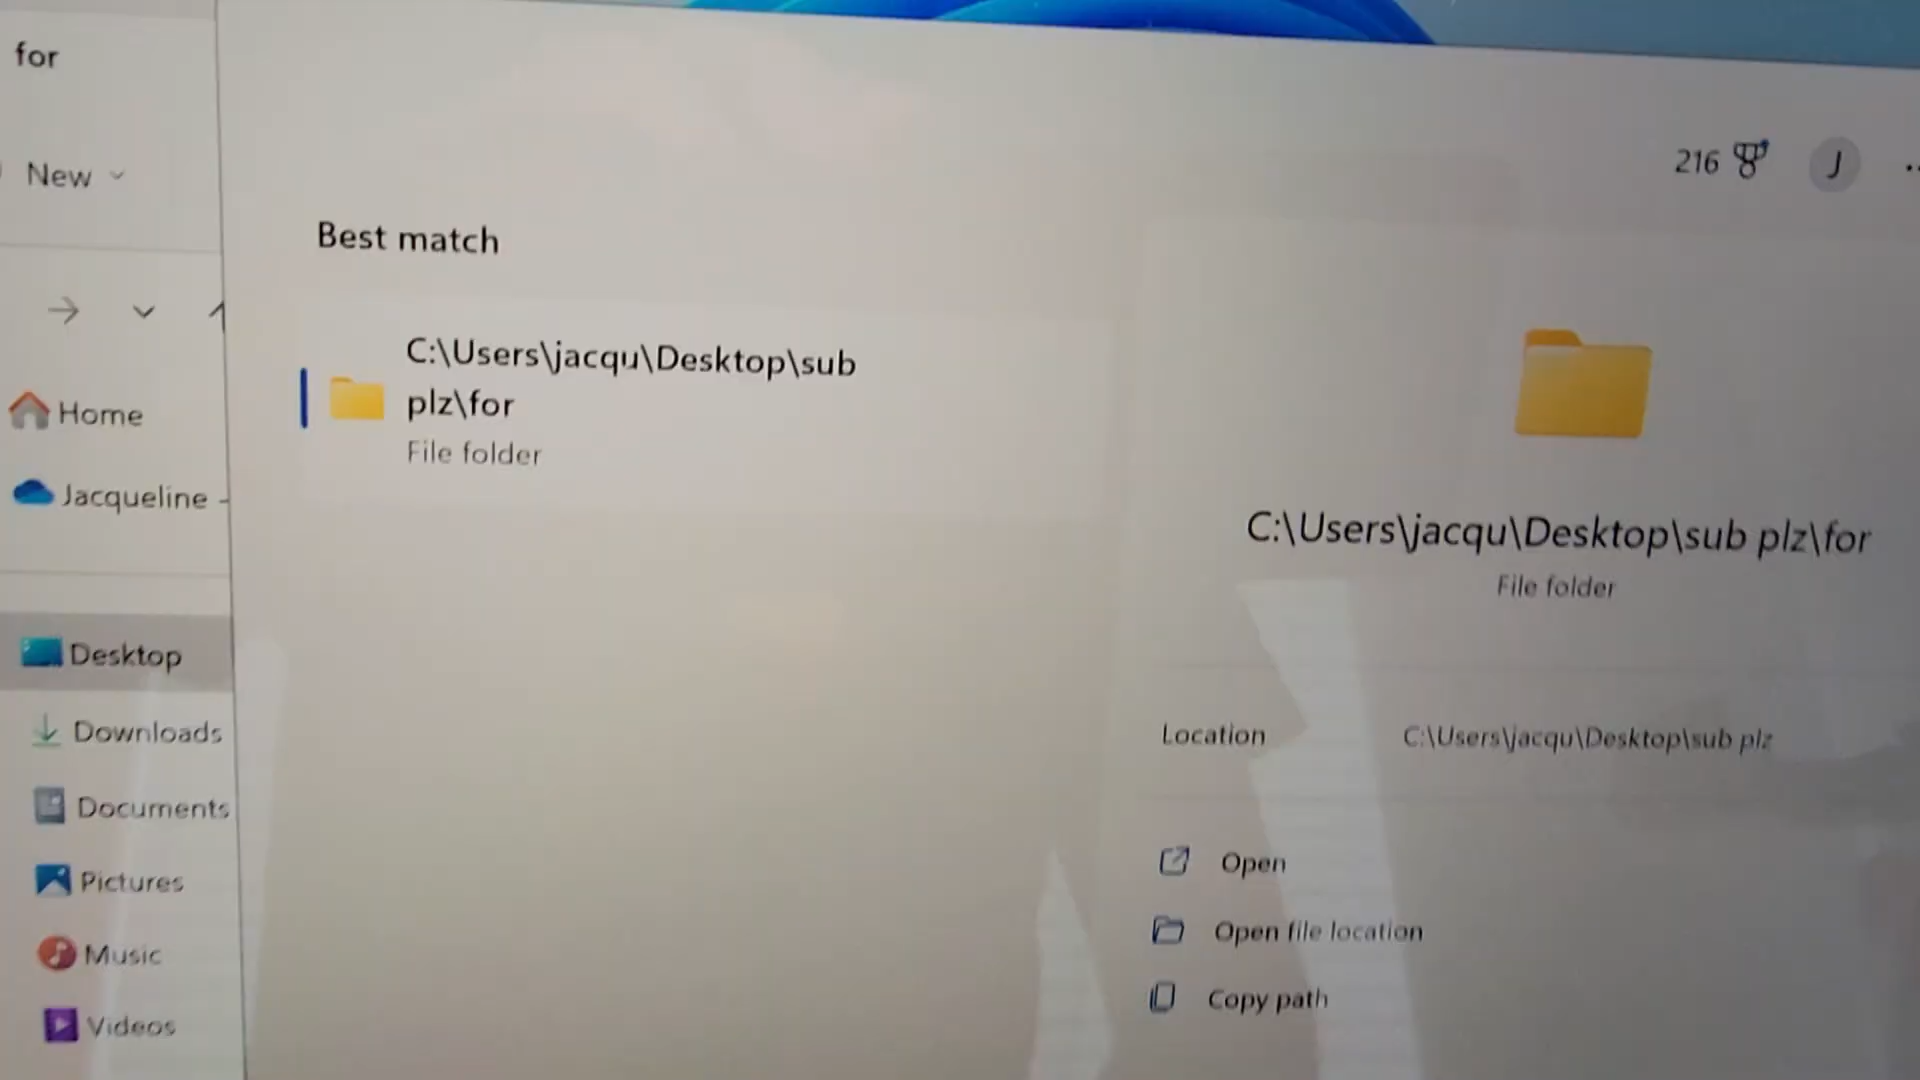 for
New
Home
Jacqueline -
Desktop
Downloads
Documents
Pictures
Music
Videos
216
J
Best match
C:\Users\jacqu\Desktop\sub
plz\for
File folder
C:\Users\jacqu\Desktop\sub plz\for
File folder
Location C:\Users\jacqu\Desktop\sub plz
Open
Open file location
Copy path